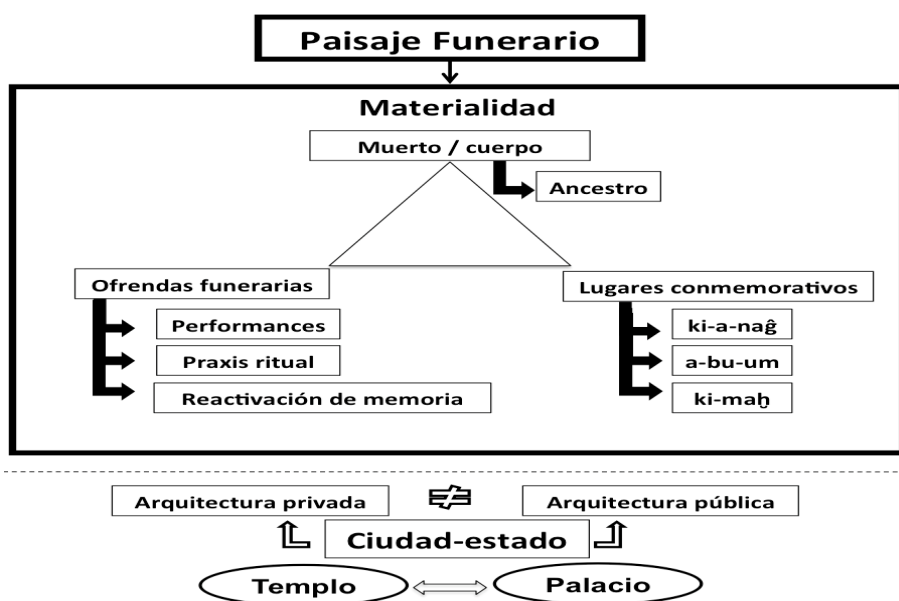 Paisaje Funerario
Materialidad
Muerto / cuerpo
Ancestro
Ofrendas funerarias
Performances
Praxis ritual
Reactivación de memoria
Lugares conmemorativos
ki-a-naĝ
a-bu-um
ki-maḫ
Arquitectura privada
≠
Arquitectura pública
Ciudad-estado
Templo
Palacio